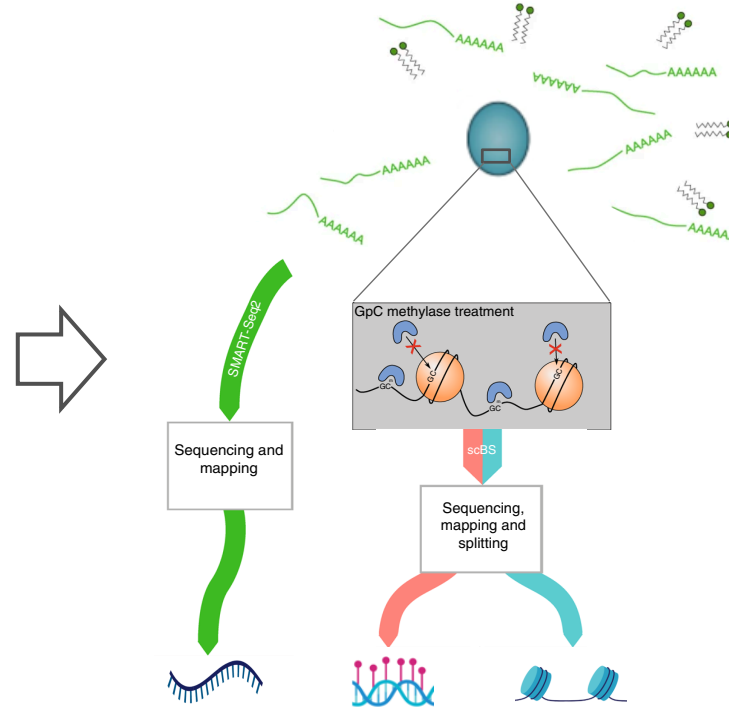 AAAAAA
AAAAAA
AAAAAA
AAAAAA
AAAAAA
AAAAAA
AAAAA
SMART-Seq2
GpC methylase treatment
GC
GC
GC
m
GC
m
scBS
Sequencing and
mapping
Sequencing,
mapping and
splitting